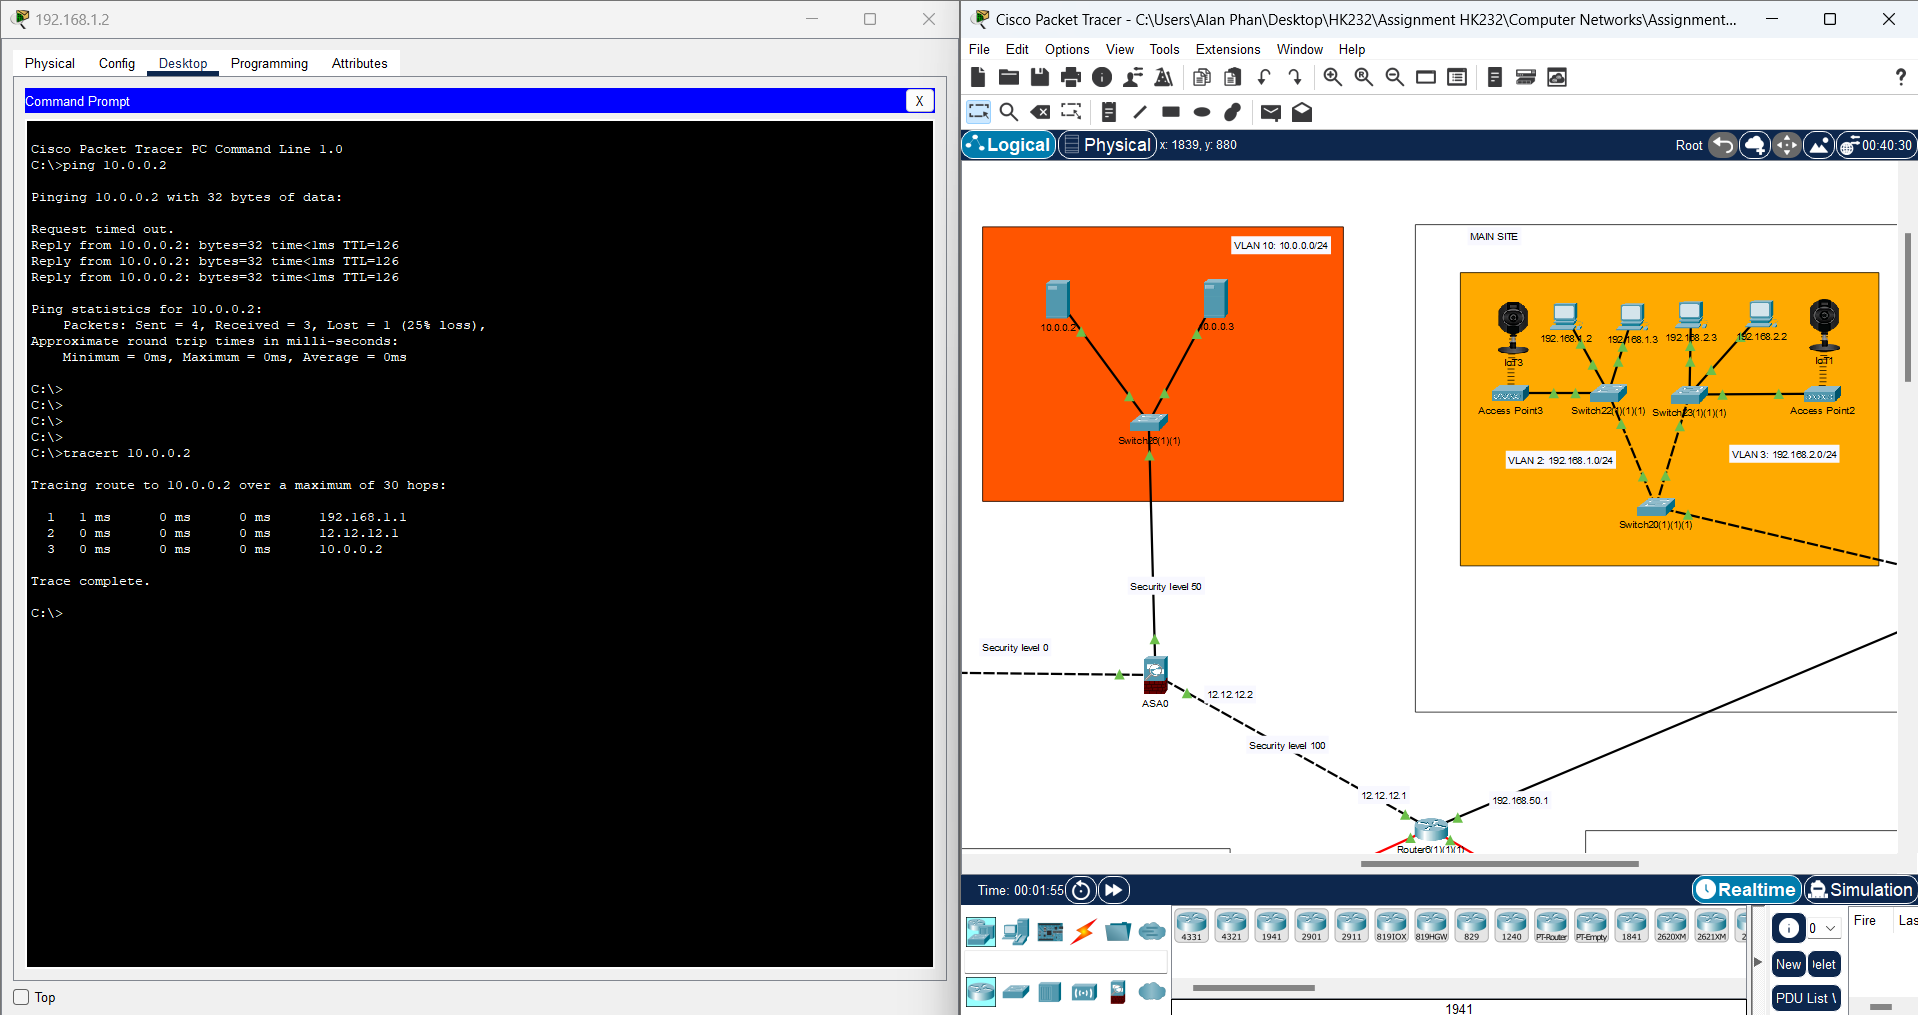 192.168.1.2
Physical Config Desktop Programming Attributes
Command Prompt
X
Cisco Packet Tracer PC Command Line 1.0
C:\>ping 10.0.0.2
Pinging 10.0.0.2 with 32 bytes of data:
Request timed out.
Reply from 10.0.0.2: bytes=32 time<1ms TTL=126
Reply from 10.0.0.2: bytes=32 time<1ms TTL=126
Reply from 10.0.0.2: bytes=32 time<1ms TTL=126
Ping statistics for 10.0.0.2:
Packets: Sent = 4, Received = 3, Lost = 1 (25% loss),
Approximate round trip times in milli-seconds:
Minimum = 0ms, Maximum = 0ms, Average = 0ms
C:\>
C:\>
C:\>
C:\>
C:\>tracert 10.0.0.2
Tracing route to 10.0.0.2 over a maximum of 30 hops:
1 1 ms 0 ms 0 ms 192.168.1.1
2 0 ms 0 ms 0 ms 12.12.12.1
3 0 ms 0 ms 0 ms 10.0.0.2
Trace complete.
C:\>
Top
Cisco Packet Tracer - C:\Users\Alan Phan\Desktop\HK232\Assignment HK232\Computer Networks\Assignment...
File Edit Options View Tools Extensions Window Help
?
Logical Physical x: 1839, y: 880 Root 00:40:30
VLAN 10: 10.0.0.0/24
10.0.0.2
10.0.0.3
Switch26(1)(1)
MAIN SITE
192.168.1.2 192.168.1.3 192.168.2.3 192.168.2.2
IoT3 IoT1
Access Point3 Switch22(1)(1)(1) Switch23(1)(1)(1) Access Point2
VLAN 2: 192.168.1.0/24 VLAN 3: 192.168.2.0/24
Switch20(1)(1)(1)
Security level 50
Security level 0
ASA0
12.12.12.2
Security level 100
12.12.12.1
192.168.50.1
Router6(1)(1)(1)
Time: 00:01:55
Realtime Simulation
4331 4321 1941 2901 2911 819IOX 819HGW 829 1240 PT-Router PT-Empty 1841 2620XM 2621XM 2
1941
0
Fire Las
New elet
PDU List \